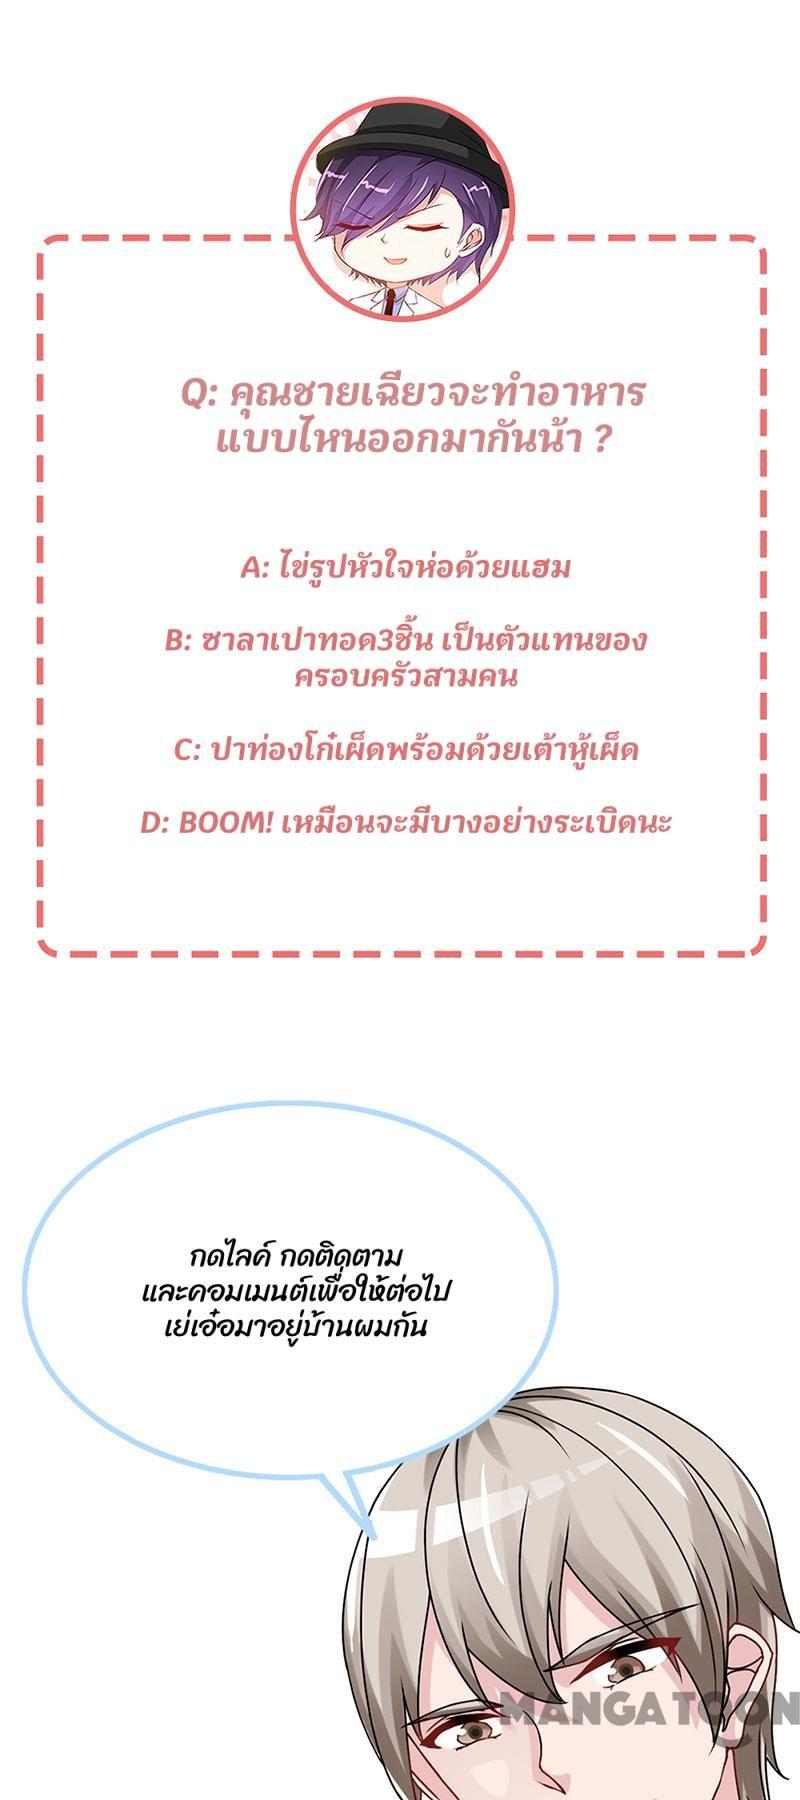 Q: คุณชายเฉียวจะทำอาหาร
แบบไหนออกมากันน้า ?
A: ไข่รูปหัวใจห่อด้วยแฮม
B: ซาลาเปาทอด3ชิ้น เป็นตัวแทนของ
ครอบครัวสามคน
C: ปาท่องโก๋เผ็ดพร้อมด้วยเต้าหู้เผ็ด
D: BOOM! เหมือนจะมีบางอย่างระเบิดนะ
กดไลค์ กดติดตาม
และคอมเมนต์เพื่อให้ต่อไป
เย่เอ๋อมาอยู่บ้านผมกัน
MANGATOON